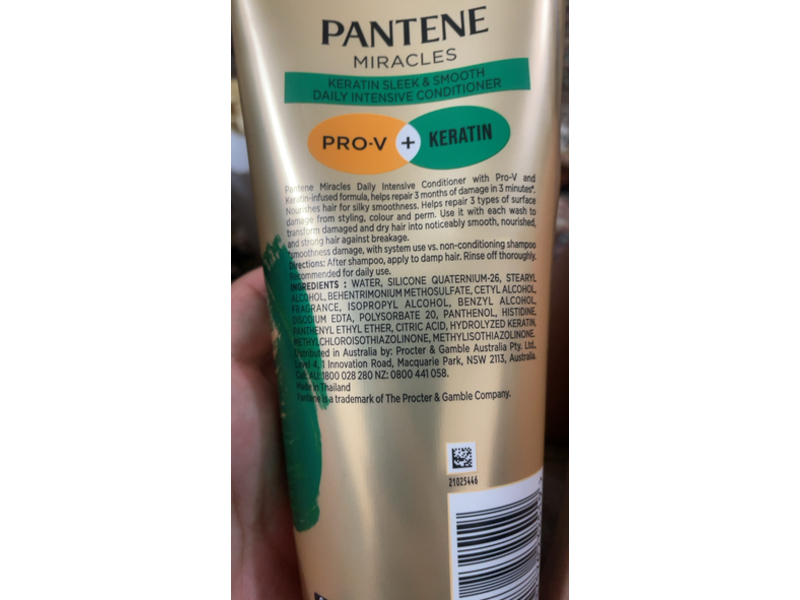 PANTENE
MIRACLES
KERATIN SLEEK & SMOOTH
DAILY INTENSIVE CONDITIONER
PRO-V + KERATIN
Pantene Miracles Daily Intensive Conditioner with Pro-V and
Keratin-infused formula, helps repair 3 months of damage in 3 minutes*.
Nourishes hair for silky smoothness. Helps repair 3 types of surface
damage from styling, colour and perm. Use it with each wash to
transform damaged and dry hair into noticeably smooth, nourished,
and strong hair against breakage.
*smoothness damage, with system use vs. non-conditioning shampoo
Directions: After shampoo, apply to damp hair. Rinse off thoroughly.
Recommended for daily use.
INGREDIENTS : WATER, SILICONE QUATERNIUM-26, STEARYL
ALCOHOL, BEHENTRIMONIUM METHOSULFATE, CETYL ALCOHOL,
FRAGRANCE, ISOPROPYL ALCOHOL, BENZYL ALCOHOL,
DISODIUM EDTA, POLYSORBATE 20, PANTHENOL, HISTIDINE,
PANTHENYL ETHYL ETHER, CITRIC ACID, HYDROLYZED KERATIN,
METHYLCHLOROISOTHIAZOLINONE, METHYLISOTHIAZOLINONE.
Distributed in Australia by: Procter & Gamble Australia Pty. Ltd.,
Level 4, 1 Innovation Road, Macquarie Park, NSW 2113, Australia.
Call AU: 1800 028 280 NZ: 0800 441 058.
Made in Thailand
Pantene is a trademark of The Procter & Gamble Company.
21025446